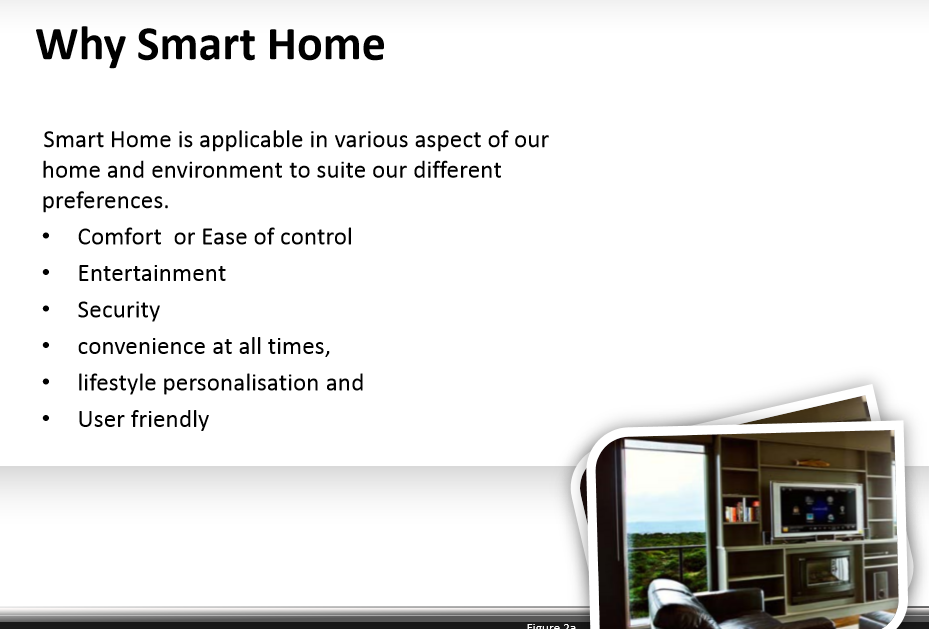 Why Smart Home
Smart Home is applicable in various aspect of our
home and environment to suite our different
preferences.
• Comfort  or Ease of control
• Entertainment
• Security
• convenience at all times,
• lifestyle personalisation and
• User friendly
Figure 2a